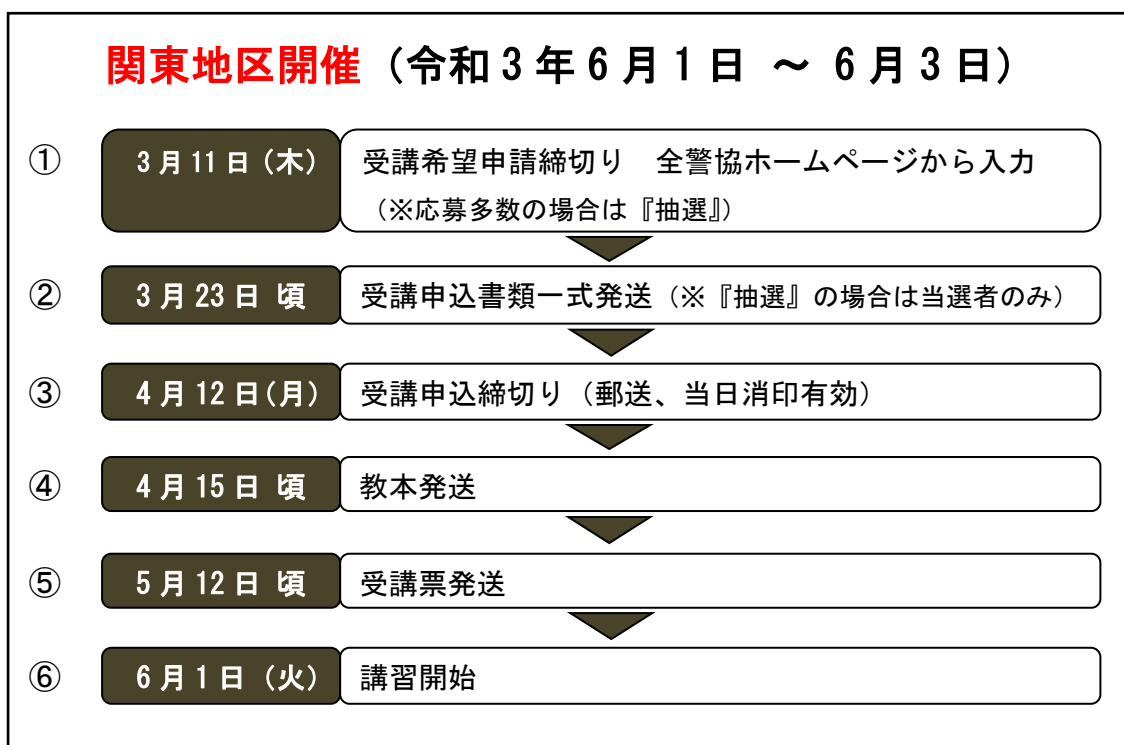 関東地区開催（令和３年６月１日 ～ ６月３日）
① ３月11日（木） 受講希望申請締切り　全警協ホームページから入力
（※応募多数の場合は『抽選』）
② ３月23日 頃 受講申込書類一式発送（※『抽選』の場合は当選者のみ）
③ ４月12日（月） 受講申込締切り（郵送、当日消印有効）
④ ４月15日 頃 教本発送
⑤ ５月12日 頃 受講票発送
⑥ ６月１日（火） 講習開始